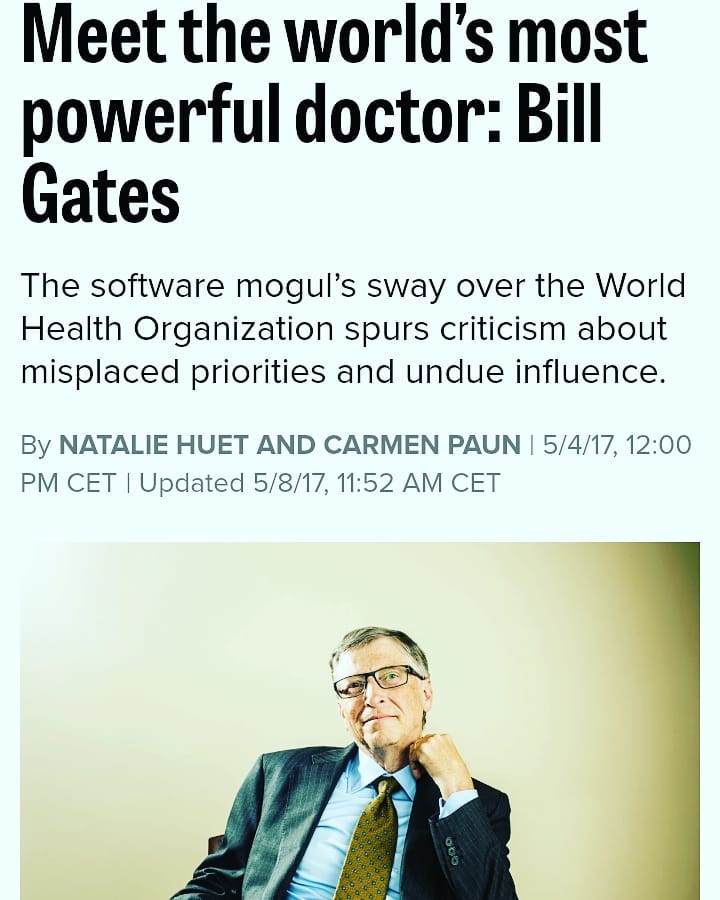 Meet the world’s most
powerful doctor: Bill
Gates
The software mogul’s sway over the World
Health Organization spurs criticism about
misplaced priorities and undue influence.
By NATALIE HUET AND CARMEN PAUN | 5/4/17, 12:00
PM CET | Updated 5/8/17, 11:52 AM CET